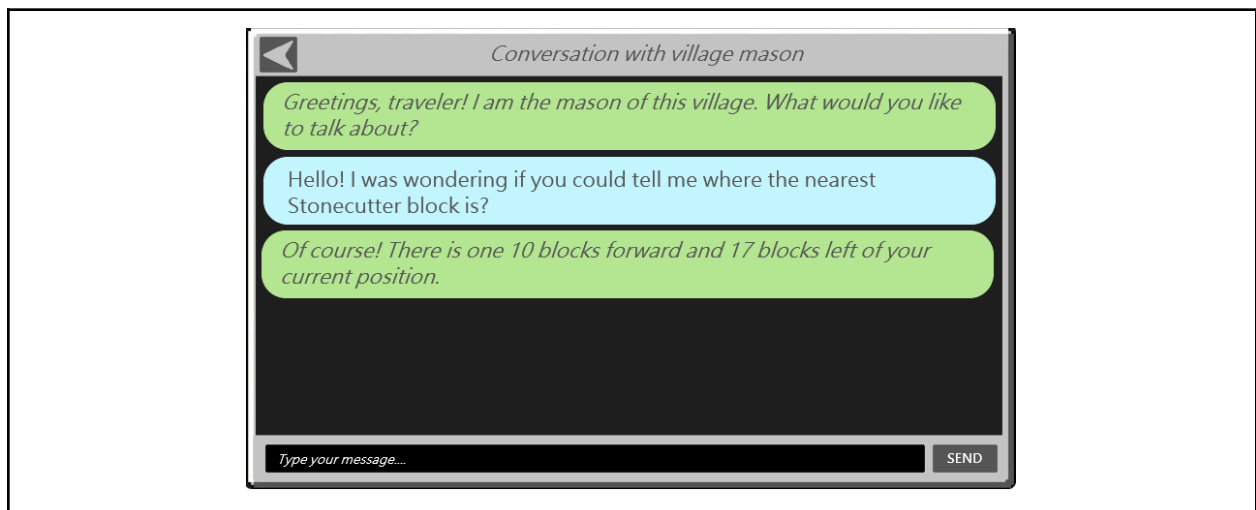 Conversation with village mason
Greetings, traveler! I am the mason of this village. What would you like
to talk about?
Hello! I was wondering if you could tell me where the nearest
Stonecutter block is?
Of course! There is one 10 blocks forward and 17 blocks left of your
current position.
Type your message....
SEND